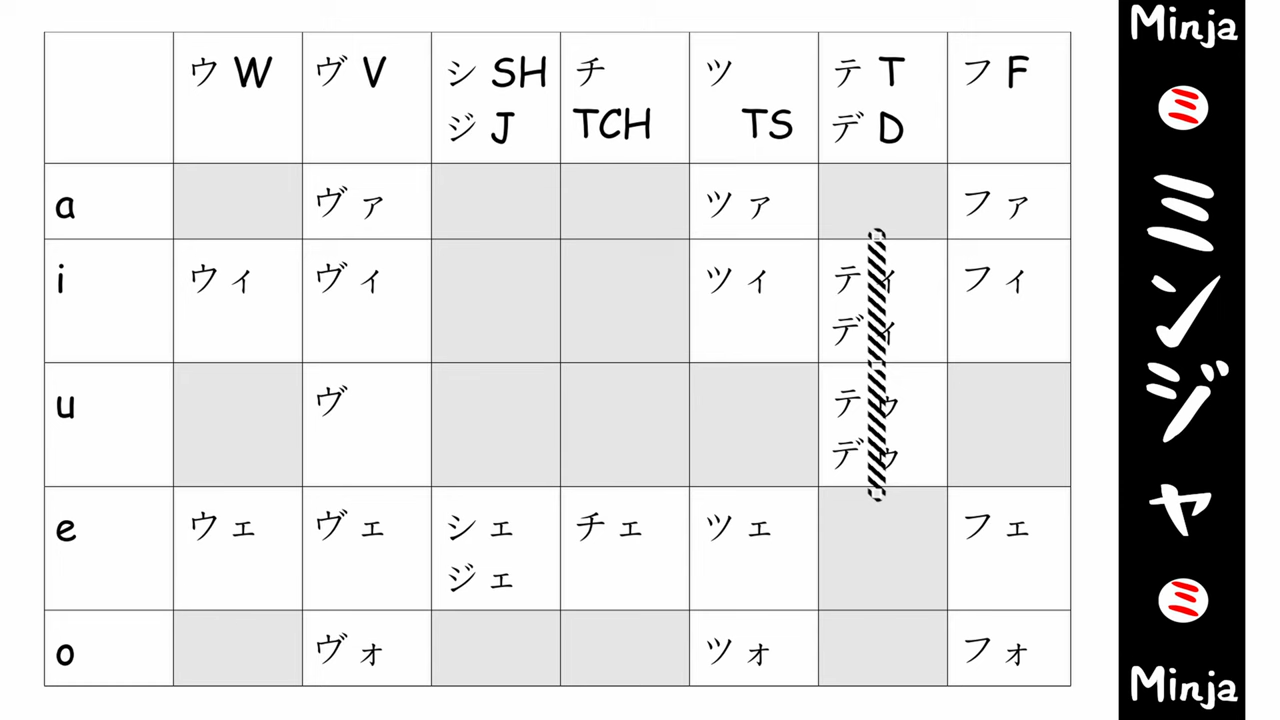 ウ W
ヴ V
シ SH
ジ J
チ
TCH
ツ
TS
テ T
デ D
フ F
a
ヴァ
ツァ
ファ
i
ウィ
ヴィ
ツィ
ティ
ディ
フィ
u
ヴ
テゥ
デゥ
e
ウェ
ヴェ
シェ
ジェ
チェ
ツェ
フェ
o
ヴォ
ツォ
フォ
Minja
ミ
ミンジャ
ミ
Minja